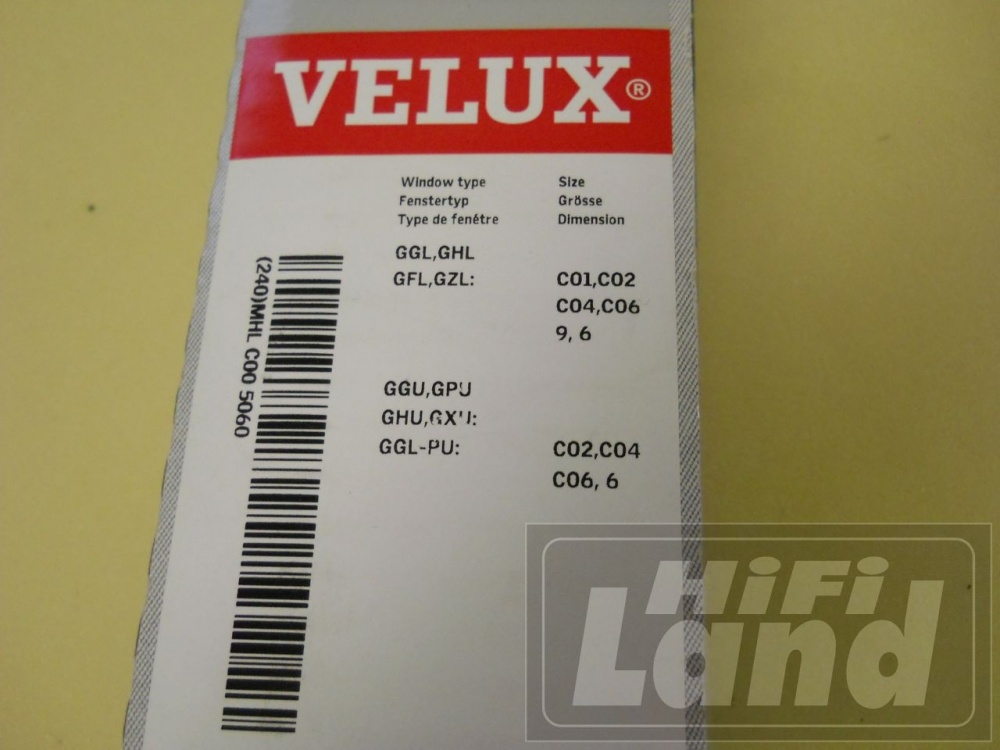 VELUX®
Window type Size
Fenstertyp Grösse
Type de fenêtre Dimension
GGL,GHL
GFL,GZL: C01,C02
C04,C06
9, 6
(240)MHL C00 5060
GGU,GPU
GHU,
GGL-PU: C02,C04
C06, 6
HiFi
Land